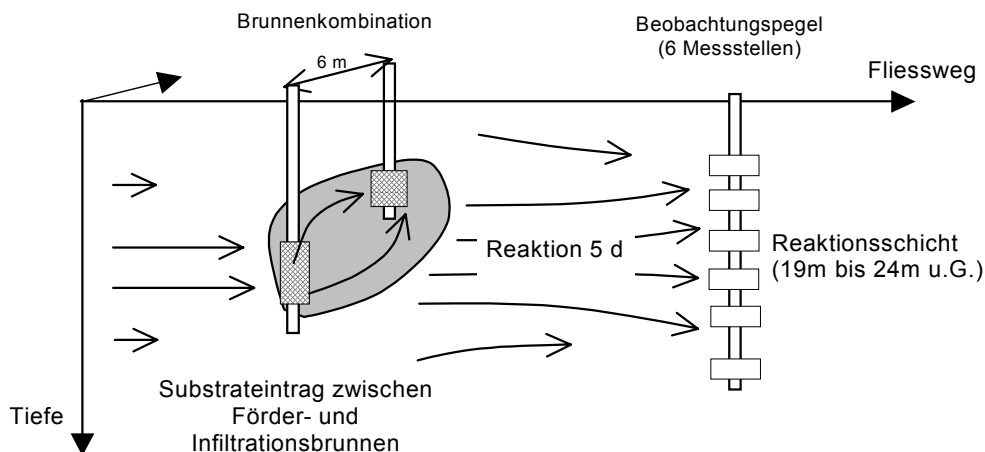 Brunnenkombination
6 m
Beobachtungspegel
(6 Messstellen)
Fliessweg
Reaktion 5 d
Reaktionsschicht
(19m bis 24m u.G.)
Substrateintrag zwischen
Förder- und
Infiltrationsbrunnen
Tiefe